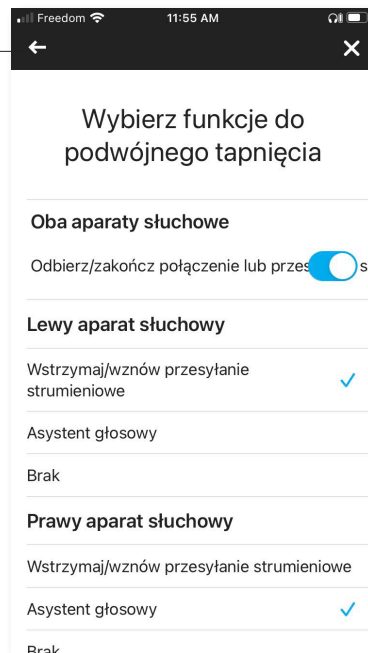 Freedom 11:55 AM
Wybierz funkcje do
podwójnego tapnięcia
Oba aparaty słuchowe
Odbierz/zakończ połączenie lub przes s
Lewy aparat słuchowy
Wstrzymaj/wznów przesyłanie
strumieniowe
Asystent głosowy
Brak
Prawy aparat słuchowy
Wstrzymaj/wznów przesyłanie strumieniowe
Asystent głosowy
Brak